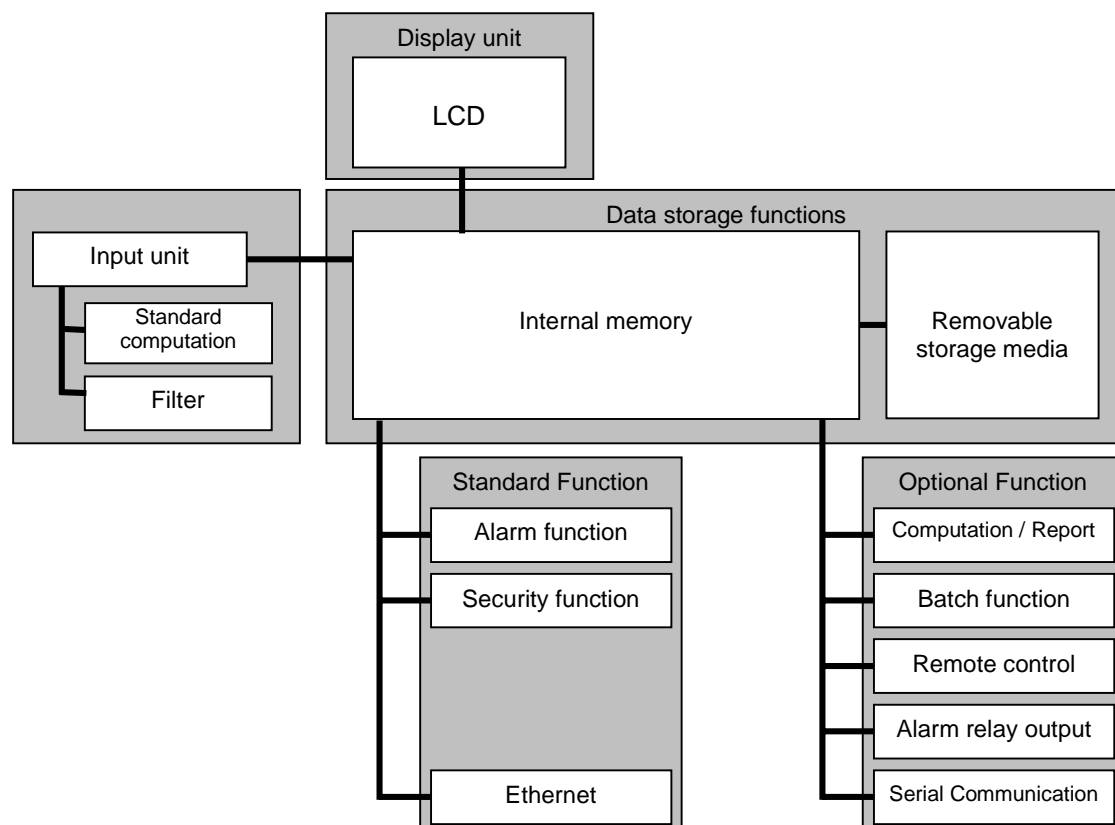 Display unit
LCD
Data storage functions
Input unit
Standard
computation
Filter
Internal memory
Removable
storage media
Standard Function
Alarm function
Security function
Ethernet
Optional Function
Computation / Report
Batch function
Remote control
Alarm relay output
Serial Communication